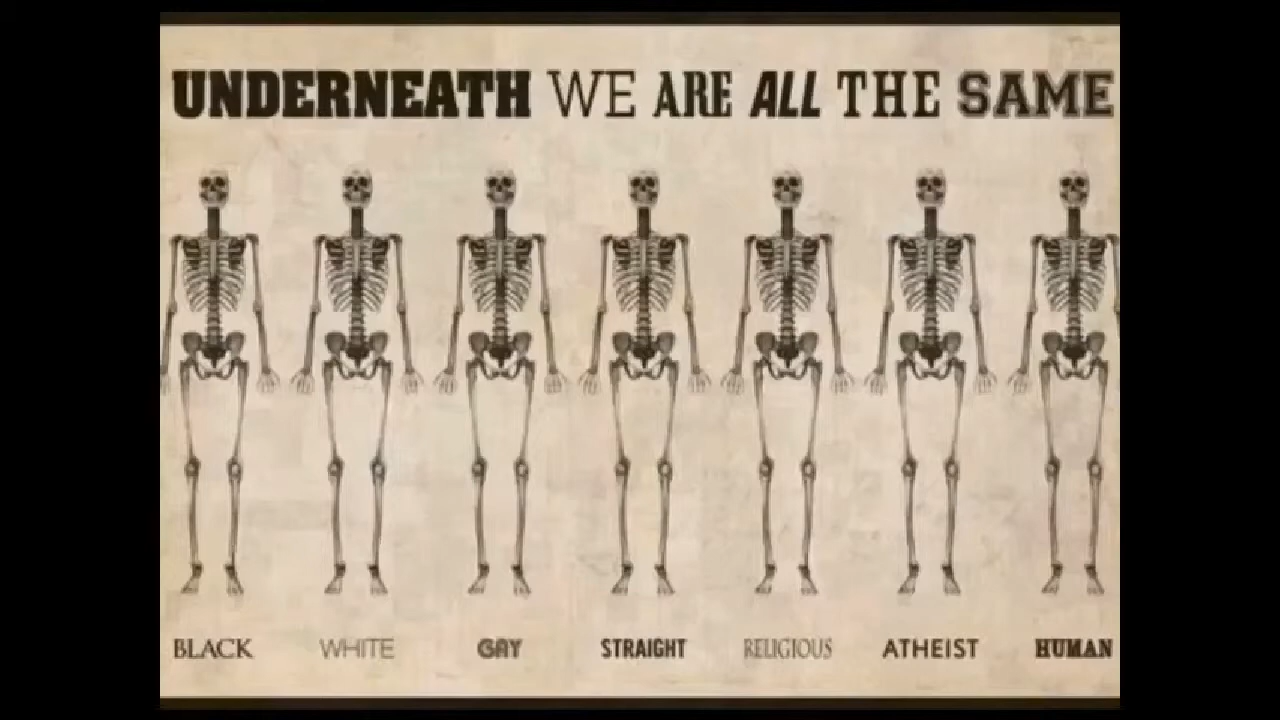 UNDERNEATH WE ARE ALL THE SAME
BLACK WHITE GAY STRAIGHT RELIGIOUS ATHEIST HUMAN